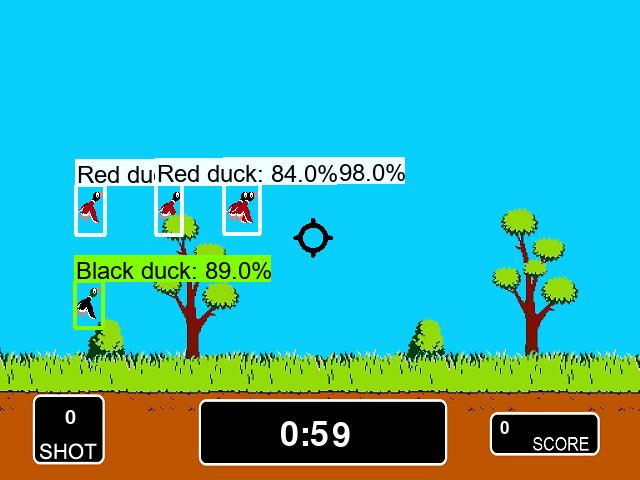 Red du
Red duck: 84.0%
98.0%
Black duck: 89.0%
0
SHOT
0:59
0
SCORE